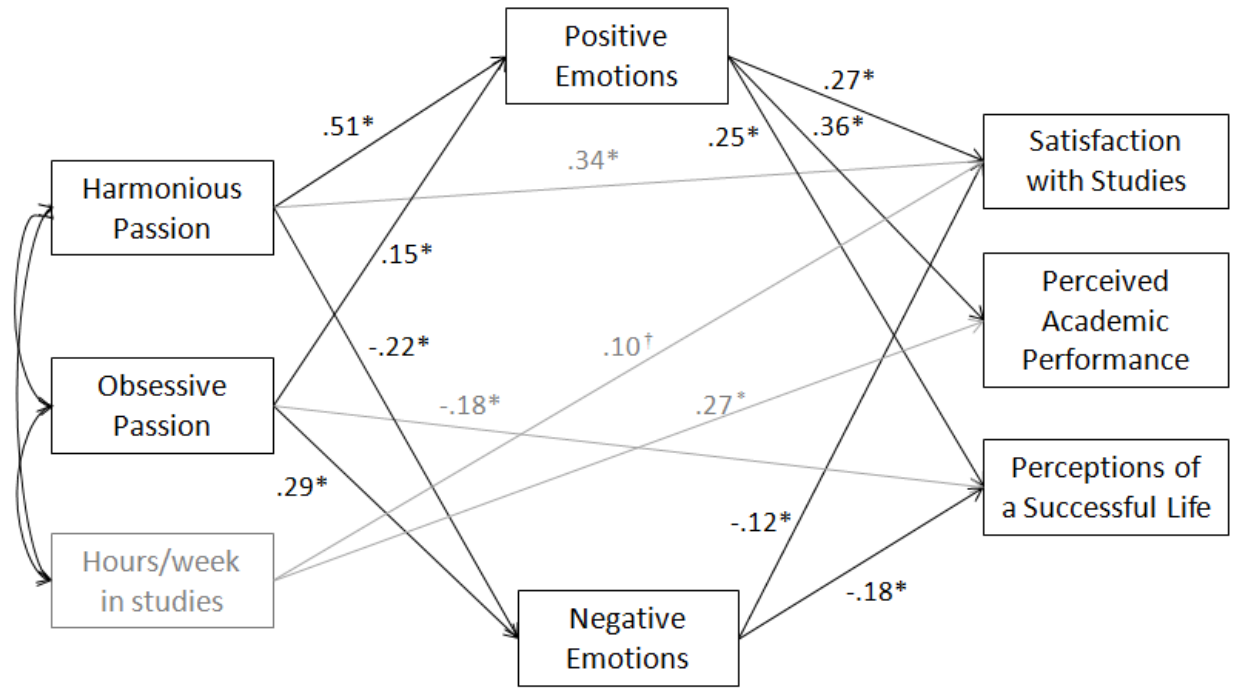 Positive
Emotions
.27*
.36*
.25*
.51*
.34*
Satisfaction
with Studies
Harmonious
Passion
.15*
Perceived
Academic
Performance
-.22*
.10†
Obsessive
Passion
-.18*
.27*
Perceptions of
a Successful Life
.29*
-.12*
Hours/week
in studies
-.18*
Negative
Emotions